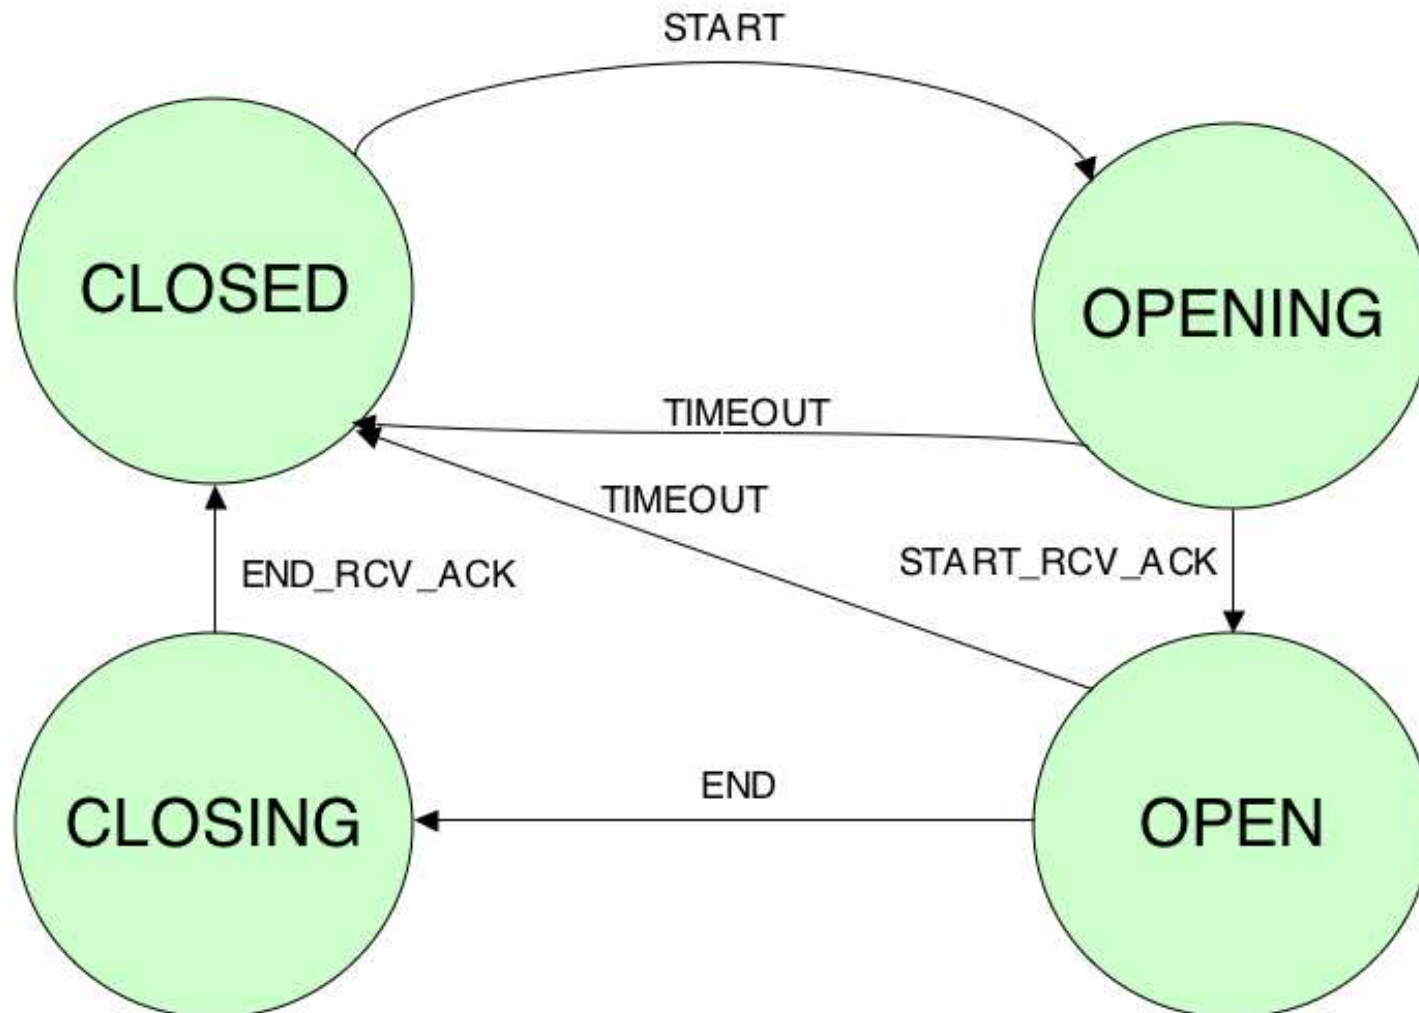 START
CLOSED
OPENING
TIMEOUT
TIMEOUT
START_RCV_ACK
END_RCV_ACK
END
CLOSING
OPEN